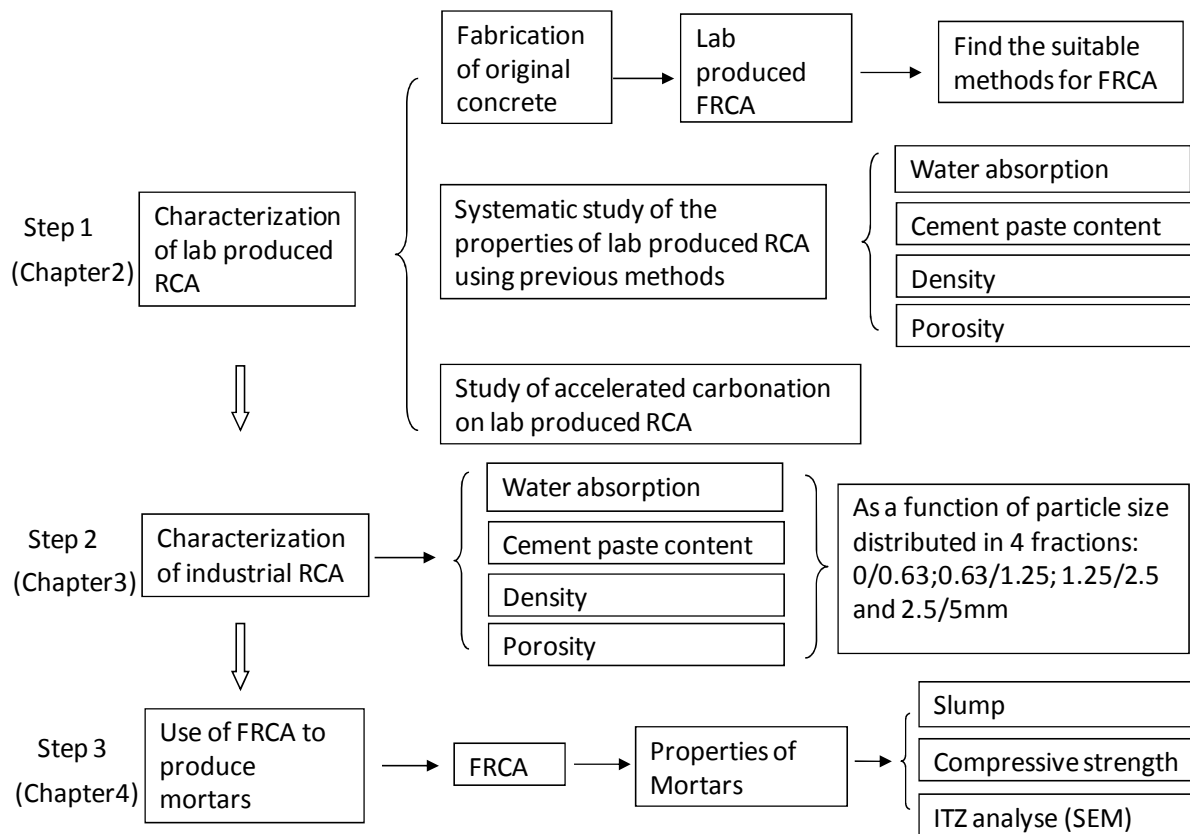 Fabrication
of original
concrete
Lab
produced
FRCA
Find the suitable
methods for FRCA
Step 1
(Chapter2)
Characterization
of lab produced
RCA
Systematic study of the
properties of lab produced RCA
using previous methods
Water absorption
Cement paste content
Density
Porosity
Study of accelerated carbonation
on lab produced RCA
Step 2
(Chapter3)
Characterization
of industrial RCA
Water absorption
Cement paste content
Density
Porosity
As a function of particle size
distributed in 4 fractions:
0/0.63;0.63/1.25; 1.25/2.5
and 2.5/5mm
Step 3
(Chapter4)
Use of FRCA to
produce
mortars
FRCA
Properties of
Mortars
Slump
Compressive strength
ITZ analyse (SEM)